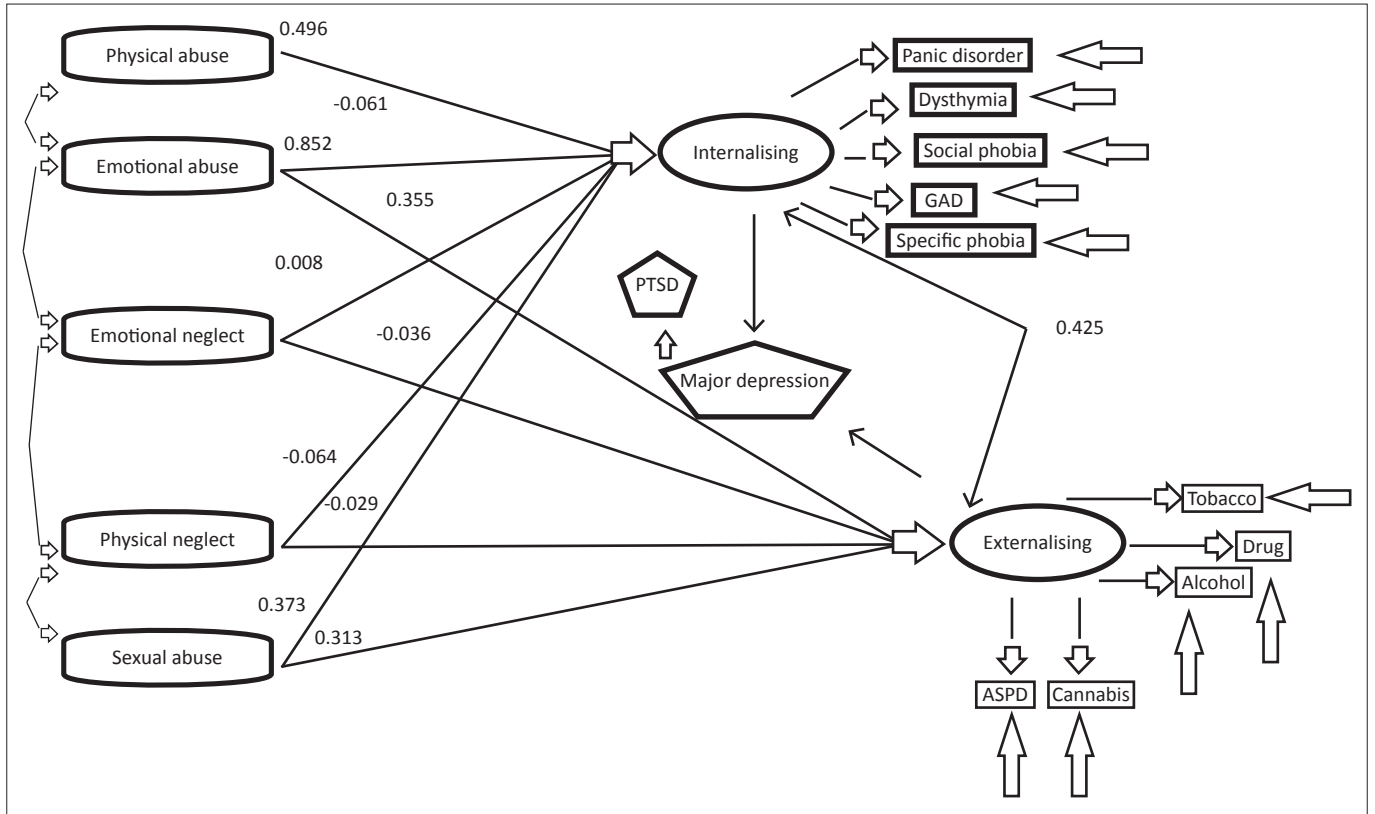 0.496
Physical abuse
-0.061
Emotional abuse
0.852
0.355
0.008
Emotional neglect
-0.036
-0.064
-0.029
Physical neglect
0.373
0.313
Sexual abuse
Internalising
Panic disorder
Dysthymia
Social phobia
GAD
Specific phobia
PTSD
Major depression
0.425
Externalising
Tobacco
Drug
Alcohol
ASPD
Cannabis